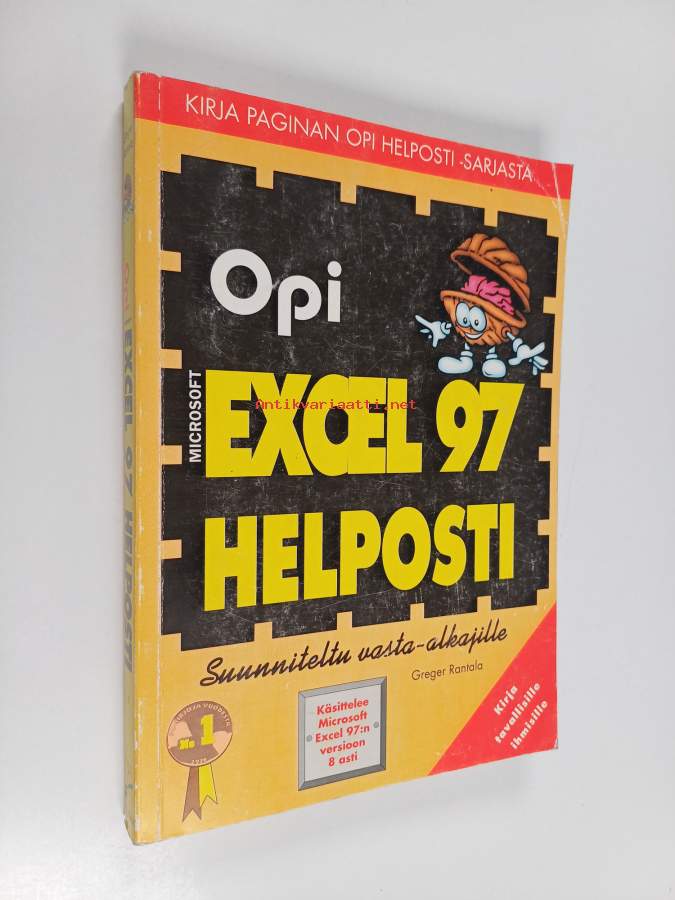 KIRJA PAGINAN OPI HELPOSTI -SARJASTA
Opi
MICROSOFT
EXCEL 97
HELPOSTI
Antikvariaatti.net
Suunniteltu vasta-alkajille
Greger Rantala
No. 1
Käsittelee
Microsoft
Excel 97:n
versioon
8 asti
Kirja
tavallisille
ihmisille
Opi EXCEL 97 HELPOSTI